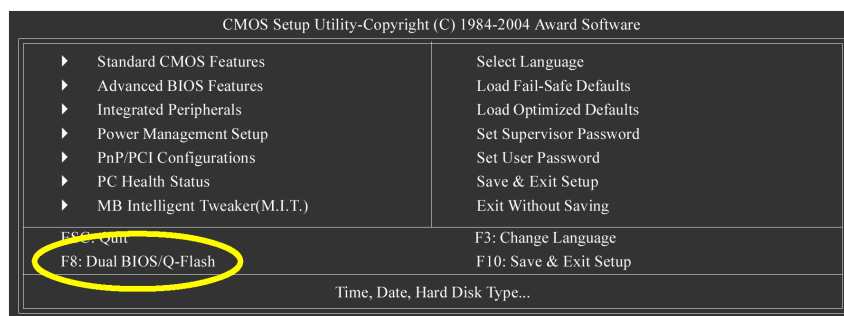 CMOS Setup Utility-Copyright (C) 1984-2004 Award Software
Standard CMOS Features
Advanced BIOS Features
Integrated Peripherals
Power Management Setup
PnP/PCI Configurations
PC Health Status
MB Intelligent Tweaker(M.I.T.)
Select Language
Load Fail-Safe Defaults
Load Optimized Defaults
Set Supervisor Password
Set User Password
Save & Exit Setup
Exit Without Saving
ESC: Quit
F3: Change Language
F8: Dual BIOS/Q-Flash
F10: Save & Exit Setup
Time, Date, Hard Disk Type...